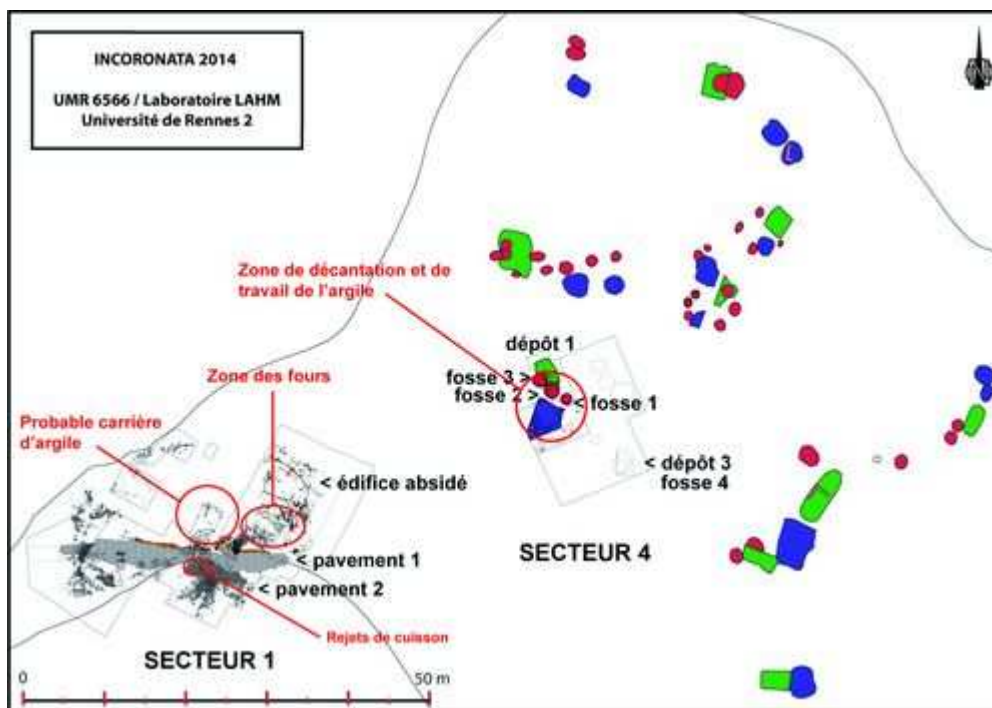 INCORONATA 2014
UMR 6566 / Laboratoire LAHM
Université de Rennes 2
N
Zone de décantation et de
travail de l'argile
dépôt 1
Zone des fours
fosse 3 >
fosse 2 >
< fosse 1
Probable carrière
d'argile
< dépôt 3
fosse 4
< édifice absidé
SECTEUR 4
< pavement 1
< pavement 2
Rejets de cuisson
SECTEUR 1
0
50 m